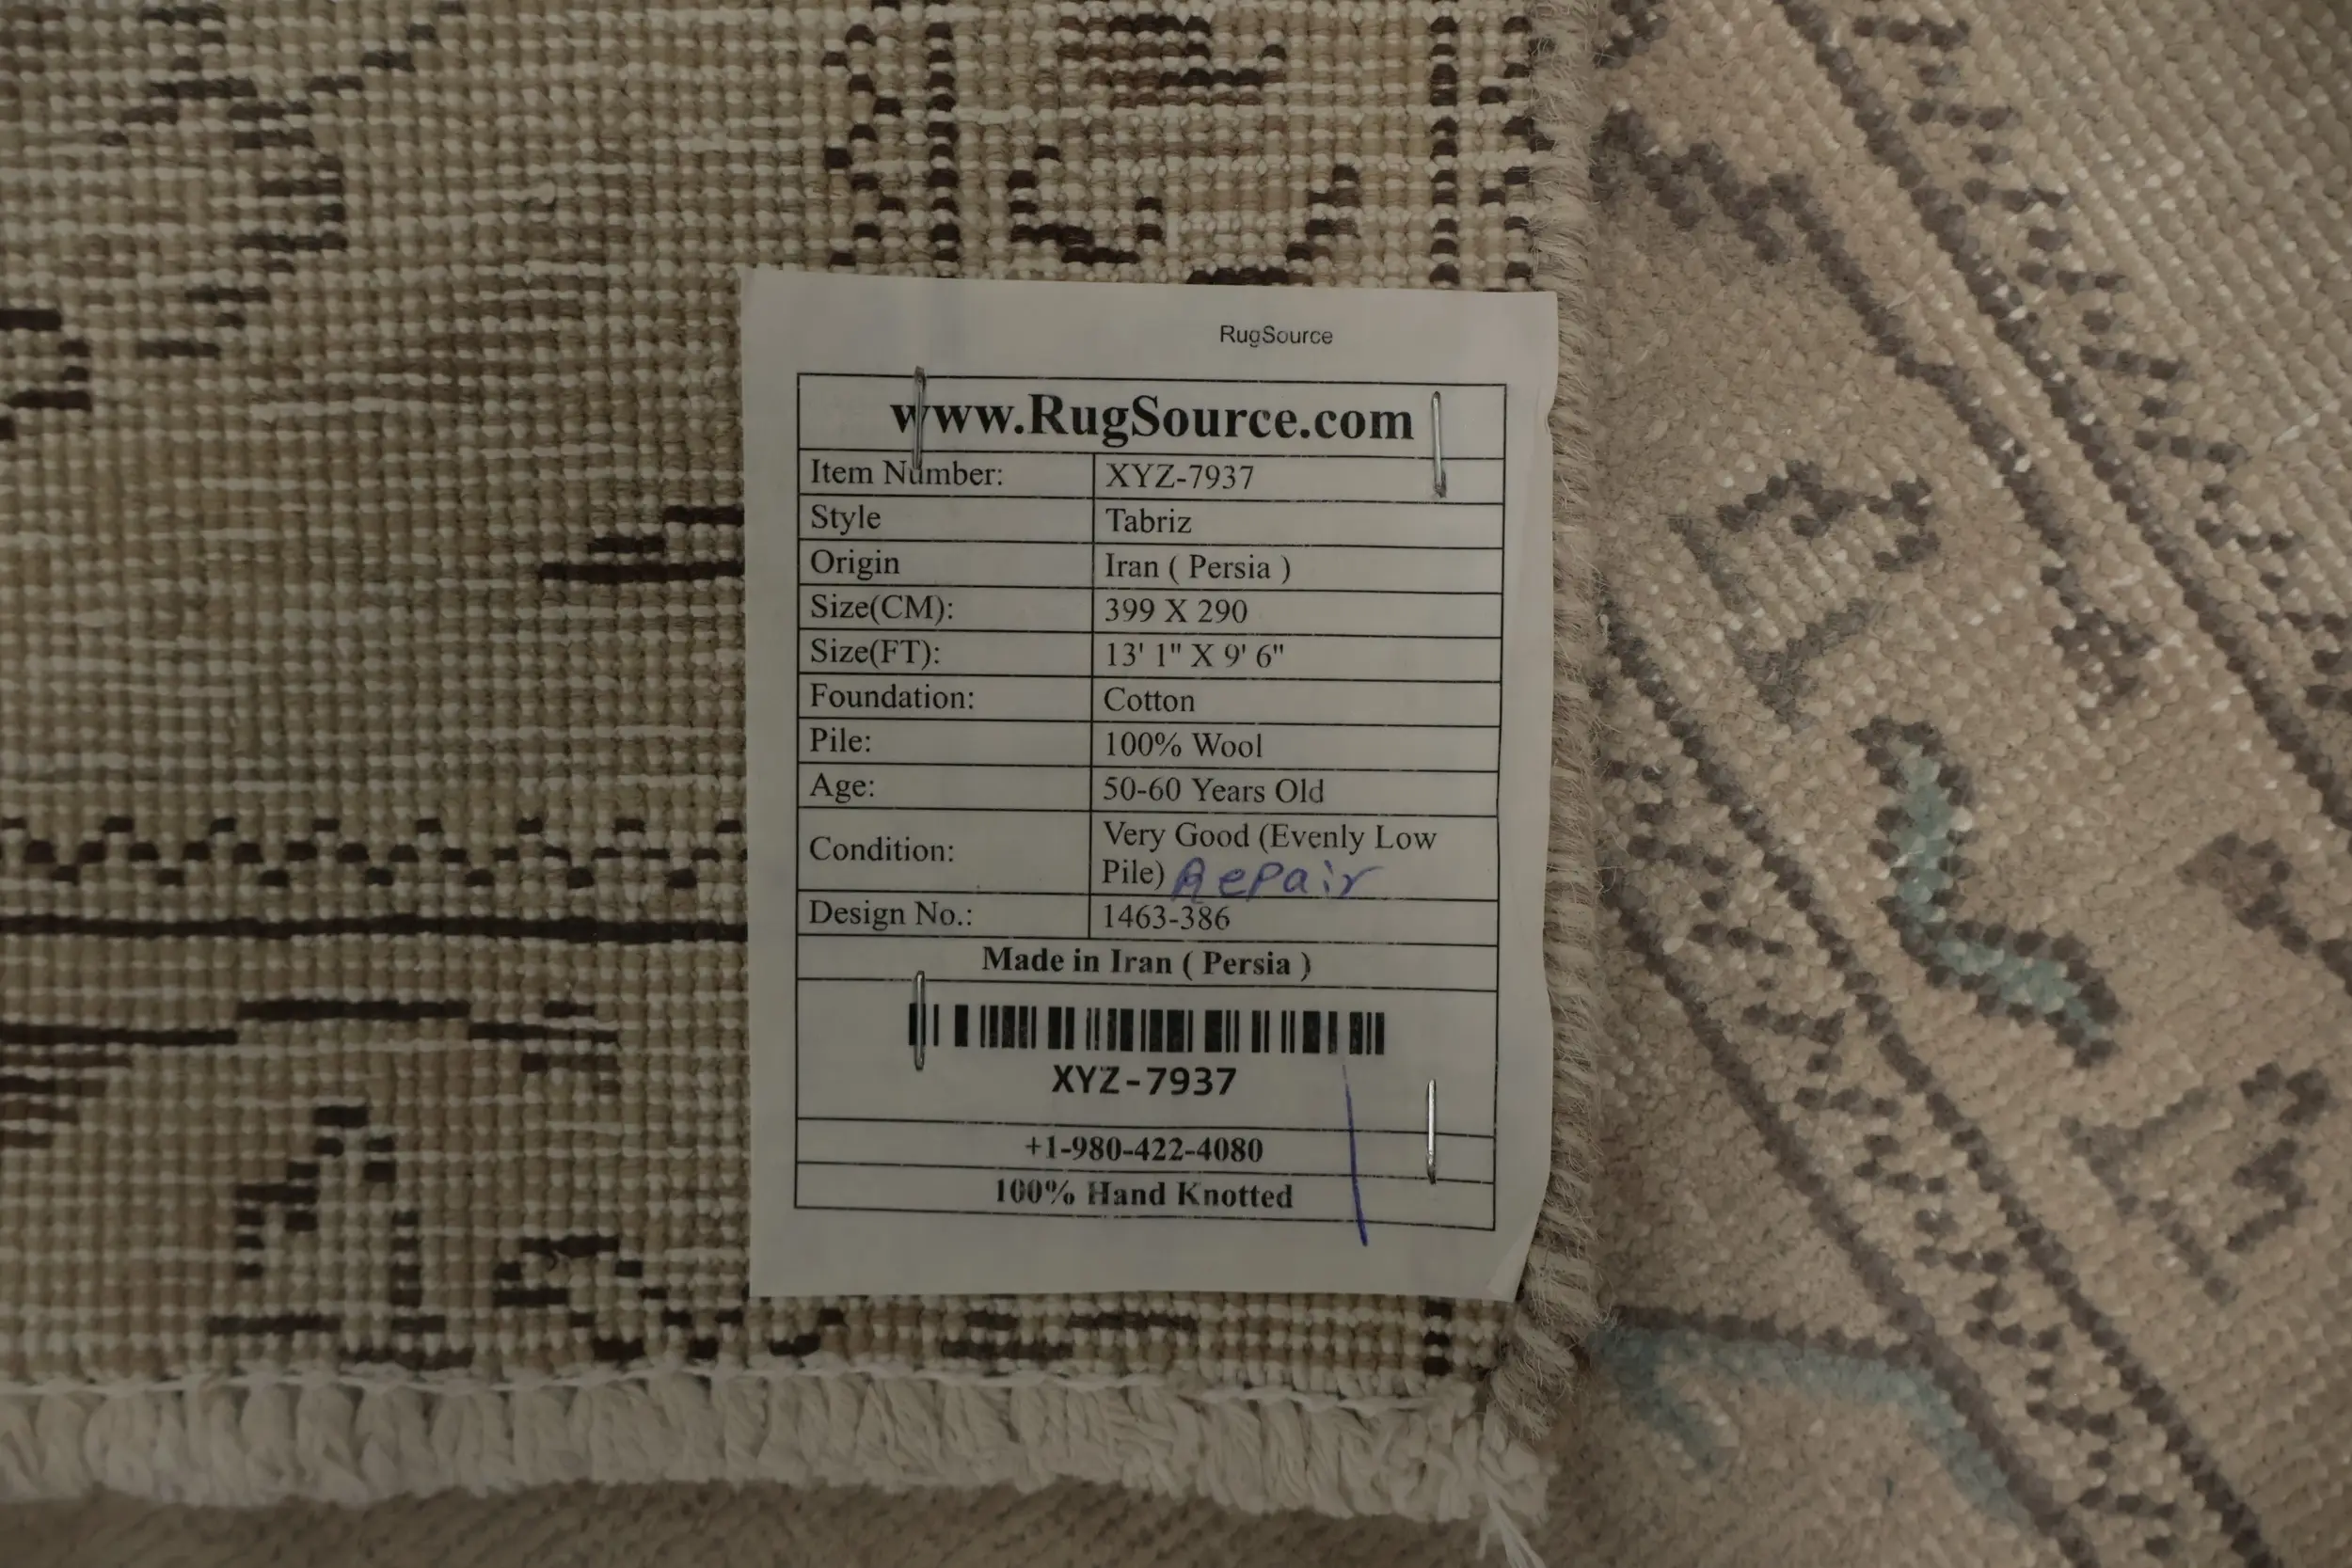 RugSource
www.RugSource.com
Item Number: XYZ-7937
Style Tabriz
Origin Iran ( Persia )
Size(CM): 399 X 290
Size(FT): 13' 1" X 9' 6"
Foundation: Cotton
Pile: 100% Wool
Age: 50-60 Years Old
Condition: Very Good (Evenly Low
Pile) Repair
Design No.: 1463-386
Made in Iran ( Persia )
XYZ-7937
+1-980-422-4080
100% Hand Knotted